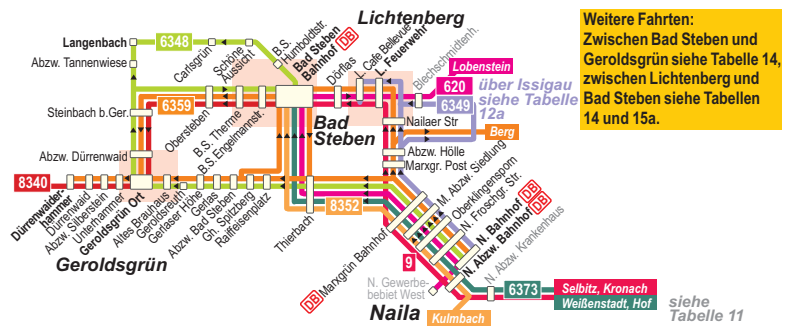 Lichtenberg
Langenbach
6348
Abzw. Tannenwiese
Carlsgrün
Schöne
Aussicht
B.S.
Humboldtstr.
Bad Steben
Bahnhof DB
Döflas
L. Cafe Bellevue
L. Feuerwehr
Blechschmidtenh.
Lobenstein
620
6349
über Issigau
siehe Tabelle
12a
Weitere Fahrten:
Zwischen Bad Steben und
Geroldsgrün siehe Tabelle 14,
zwischen Lichtenberg und
Bad Steben siehe Tabellen
14 und 15a.
Steinbach b.Ger.
6359
Obersteben
B.S. Therme
B.S. Engelmannstr.
Bad
Steben
Nailaer Str
Berg
Abzw. Hölle
Marxgr. Post
Abzw. Dürrenwaid
8340
Dürrenwaider-
hammer
Dürrenwaid
Abzw. Silberstein
Unterhammer
Geroldsgrün Ort
Altes Brauhaus
Geroldsreuth
Gerlaser Höhe
Gerlas
Abzw. Bad Steben
Gh. Spitzberg
Raiffeisenplatz
Geroldsgrün
Thierbach
8352
DB Marxgrün Bahnhof
M. Abzw. Siedlung
Oberklingensporn
N. Froschgr. Str.
N. Bahnhof DB
N. Abzw. Bahnhof DB
N. Abzw. Krankenhaus
9
N. Gewerbe-
bebiet West
Naila
Kulmbach
6373
Selbitz, Kronach
Weißenstadt, Hof
siehe
Tabelle 11